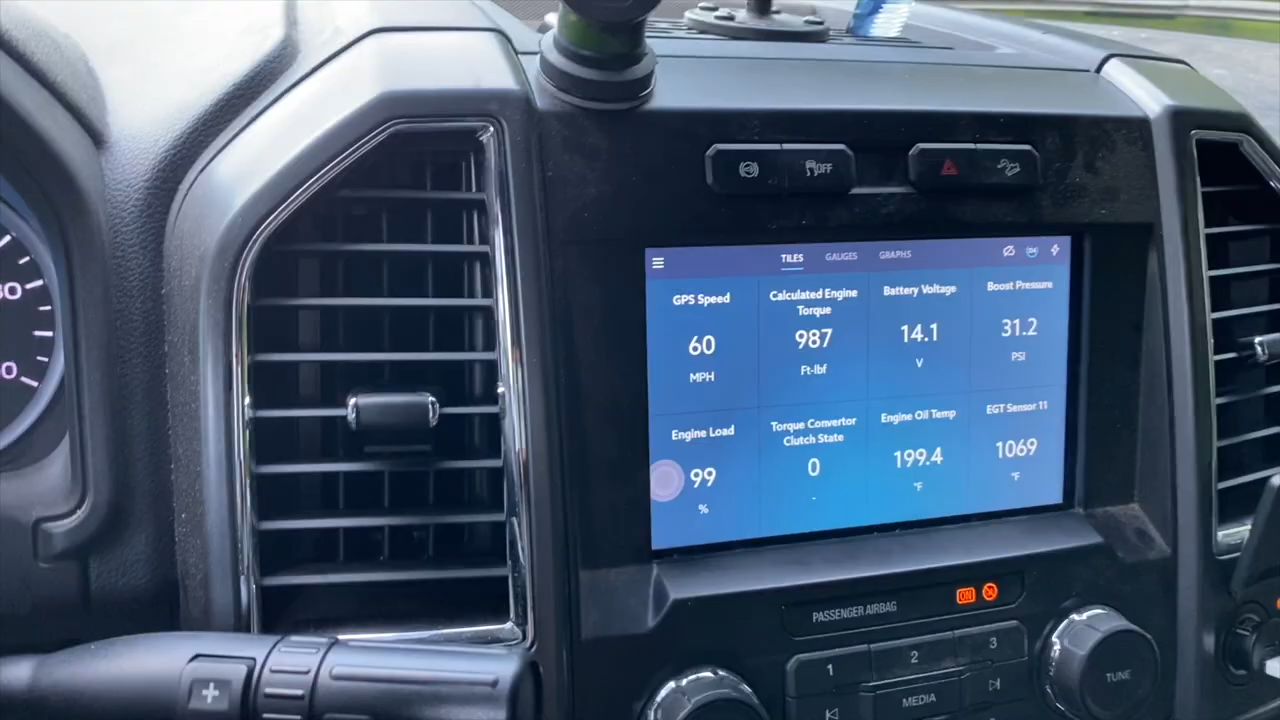 OFF
TILES GAUGES GRAPHS
GPS Speed
60
MPH
Calculated Engine
Torque
987
Ft-lbf
Battery Voltage
14.1
V
Boost Pressure
31.2
PSI
Engine Load
99
%
Torque Convertor
Clutch State
0
-
Engine Oil Temp
199.4
°F
EGT Sensor 11
1069
°F
PASSENGER AIRBAG ON
1 2 3
MEDIA
TUNE
+